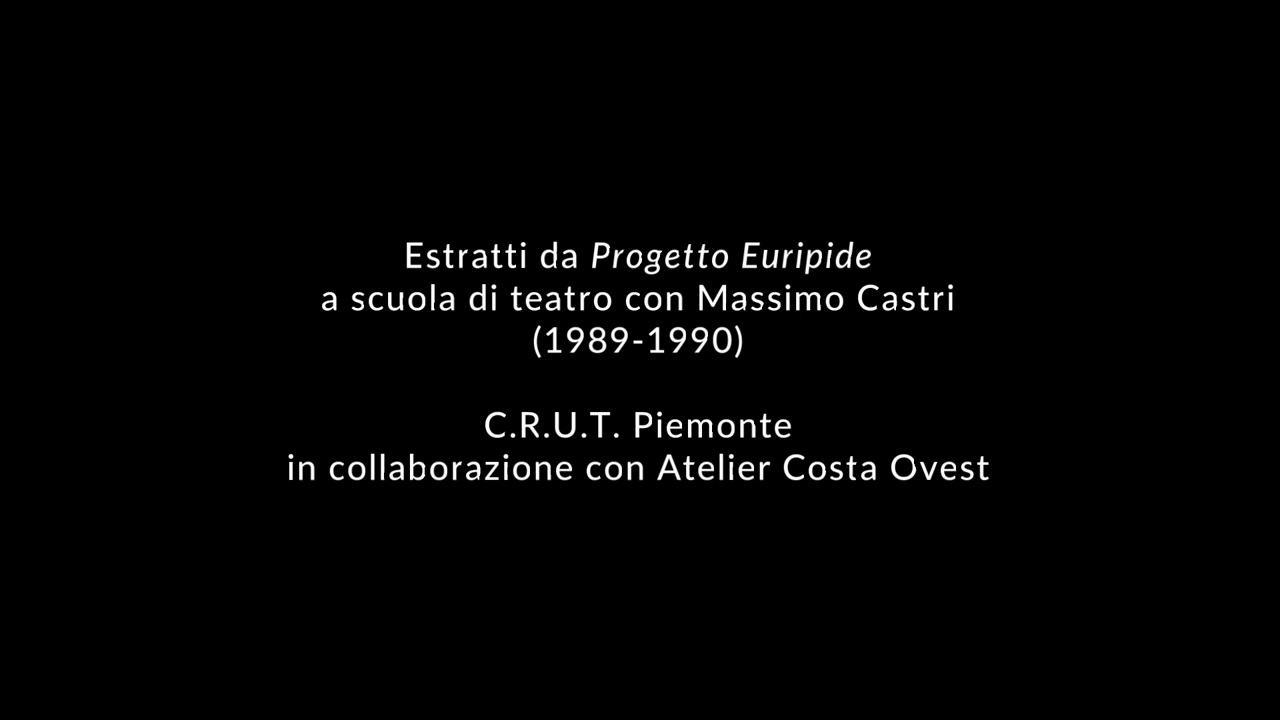 Estratti da Progetto Euripide
a scuola di teatro con Massimo Castri
(1989-1990)
C.R.U.T. Piemonte
in collaborazione con Atelier Costa Ovest